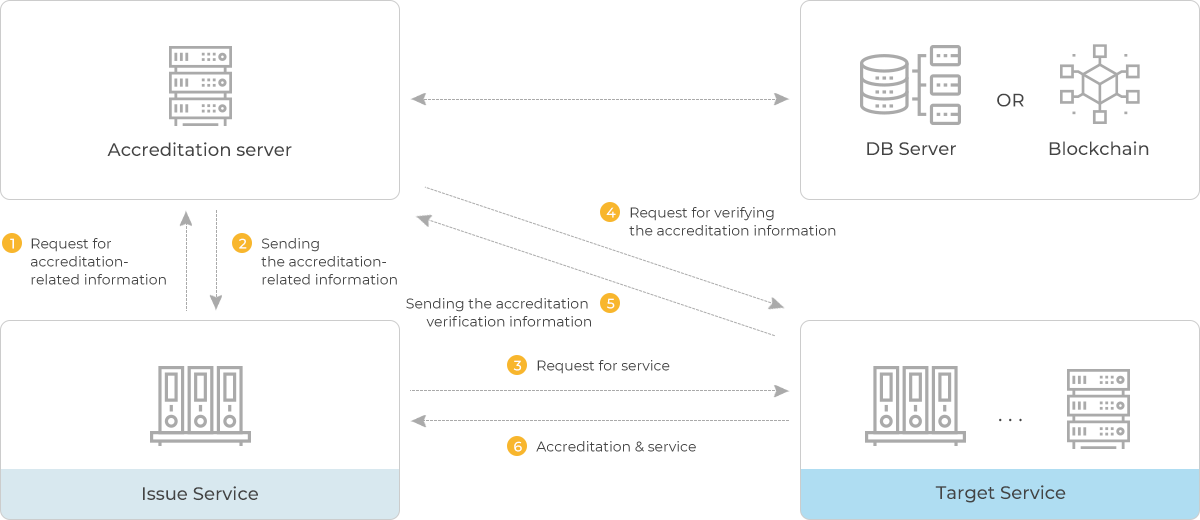 Accreditation server
DB Server
OR
Blockchain
1 Request for
accreditation-
related information
2 Sending
the accreditation-
related information
4 Request for verifying
the accreditation information
Sending the accreditation 5
verification information
3 Request for service
6 Accreditation & service
...
Issue Service
Target Service